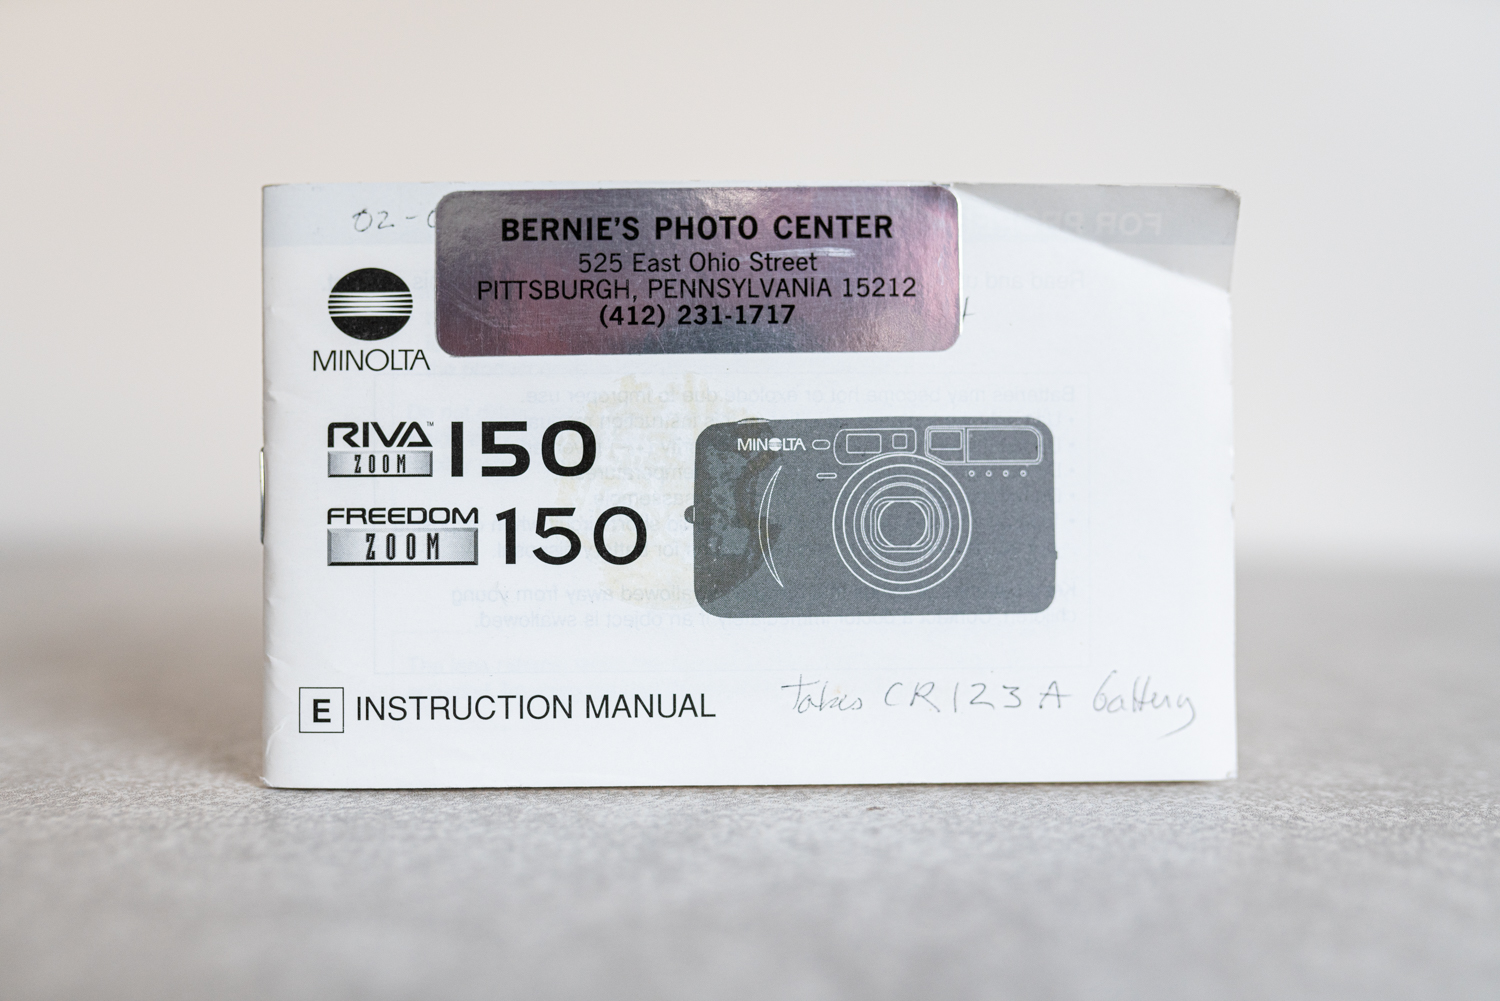 02-
BERNIE'S PHOTO CENTER
525 East Ohio Street
PITTSBURGH, PENNSYLVANIA 15212
(412) 231-1717
MINOLTA
RIVA™ ZOOM 150
FREEDOM ZOOM 150
MINOLTA
E INSTRUCTION MANUAL
Takes CR123A battery